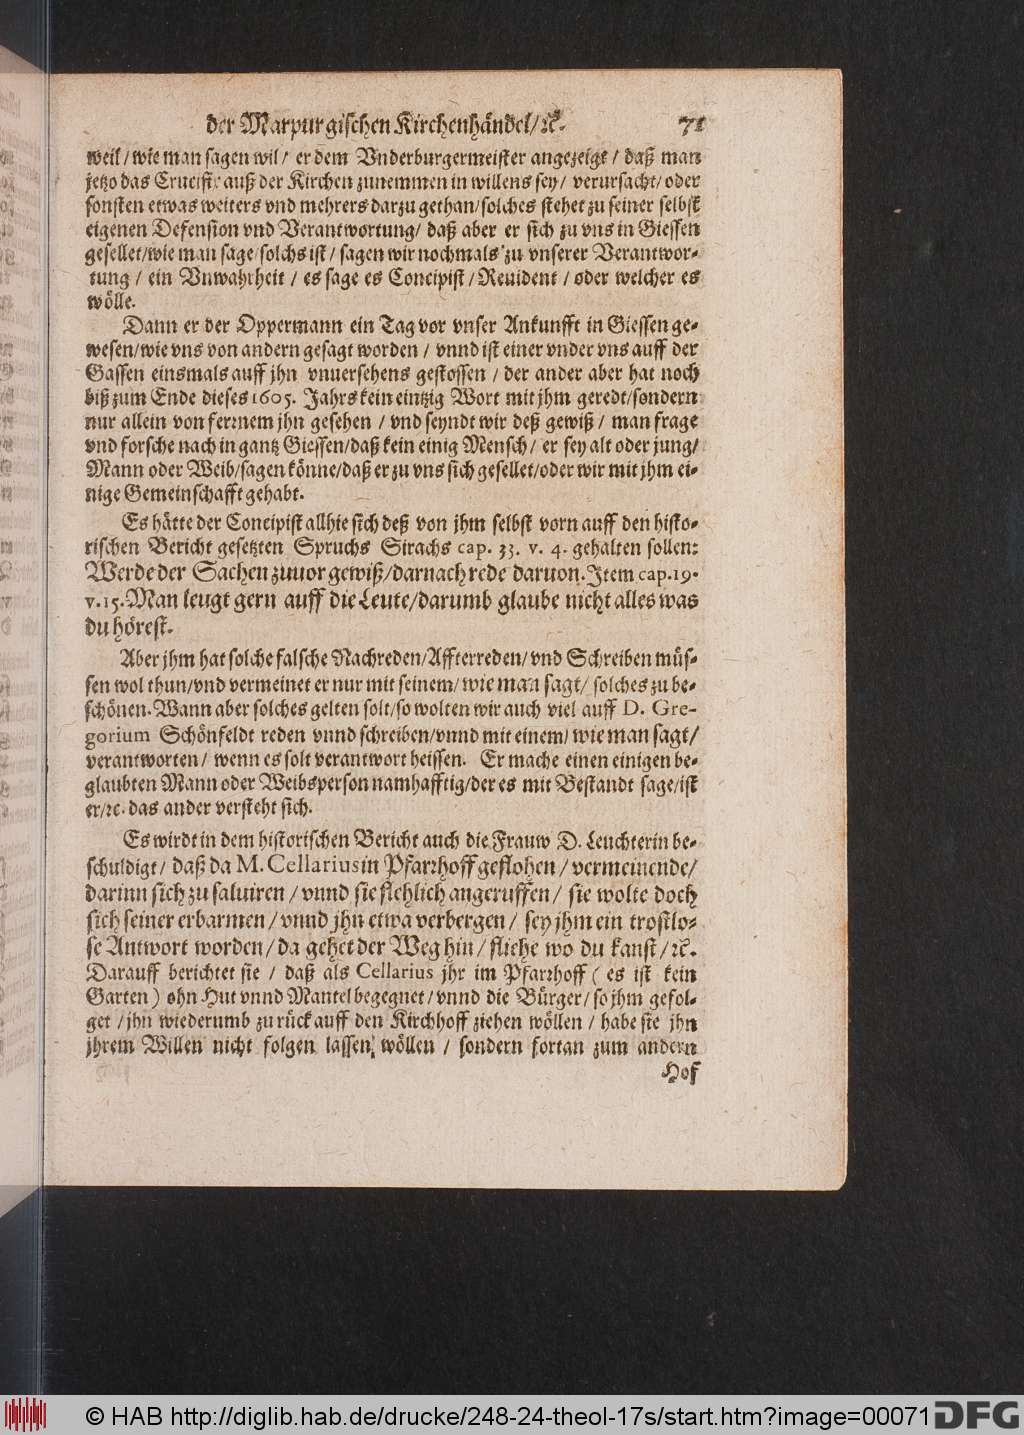 der Marpurgischen Kirchenhändel/ꝛc. 71
weil/wie man sagen wil/ er dem Vnderburgermeister angezeigt / daß man
jetzo das Crucifix auß der Kirchen zunemmen in willens sey/ verursacht/ oder
sonsten etwas weiters vnd mehrers darzu gethan/solches stehet zu seiner selbst
eigenen Defension vnd Verantwortung/ daß aber er sich zu vns in Giessen
gesellet/wie man sage/solchs ist/ sagen wir nochmals zu vnserer Verantwor-
tung / ein Vnwahrheit / es sage es Concipist / Reuident / oder welcher es
wölle.
Dann er der Oppermann ein Tag vor vnser Ankunfft in Giessen ge-
wesen/wie vns von andern gesagt worden / vnnd ist einer vnder vns auff der
Gassen einsmals auff jhn vnuersehens gestossen / der ander aber hat noch
biß zum Ende dieses 1605. Jahrs kein eintzig Wort mit jhm geredt/sondern
nur allein von ferꝛnem jhn gesehen / vnd seyndt wir deß gewiß / man frage
vnd forsche nach in gantz Giessen/daß kein einig Mensch/ er sey alt oder jung/
Mann oder Weib/sagen könne/daß er zu vns sich gesellet/oder wir mit jhm ei-
nige Gemeinschafft gehabt.
Es hätte der Concipist allhie sich deß von jhm selbst vorn auff den histo-
rischen Bericht gesetzten Spruchs Sirachs cap. 33. v. 4. gehalten sollen:
Werde der Sachen zuuor gewiß/darnach rede daruon. Item cap. 19.
v. 15. Man leugt gern auff die Leute/darumb glaube nicht alles was
du hörest.
Aber jhm hat solche falsche Nachreden/Affterreden/ vnd Schreiben müs-
sen wol thun/vnd vermeinet er nur mit seinem/ wie man sagt/ solches zu be-
schönen. Wann aber solches gelten solt/so wolten wir auch viel auff D. Gre-
gorium Schönfeldt reden vnnd schreiben/vnnd mit einem/ wie man sagt/
verantworten / wenn es solt verantwort heissen. Er mache einen einigen be-
glaubten Mann oder Weibsperson namhafftig/der es mit Bestandt sage/ist
er/ꝛc. das ander versteht sich.
Es wirdt in dem historischen Bericht auch die Frauw D. Leuchterin be-
schuldigt / daß da M. Cellarius in Pfarꝛhoff geflohen / vermeinende/
darinn sich zu saluiren / vnnd sie flehlich angeruffen / sie wolte doch
sich seiner erbarmen / vnnd jhn etwa verbergen / sey jhm ein trostlo-
se Antwort worden/ da gehet der Weg hin/ fliehe wo du kanst/ ꝛc.
Darauff berichtet sie / daß als Cellarius jhr im Pfarꝛhoff ( es ist kein
Garten ) ohn Hut vnnd Mantel begegnet/ vnnd die Bürger/ so jhm gefol-
get / jhn wiederumb zu rück auff den Kirchhoff ziehen wöllen / habe sie jhn
jhrem Willen nicht folgen lassen wöllen / sondern fortan zum andern
Hof
© HAB http://diglib.hab.de/drucke/248-24-theol-17s/start.htm?image=00071
DFG